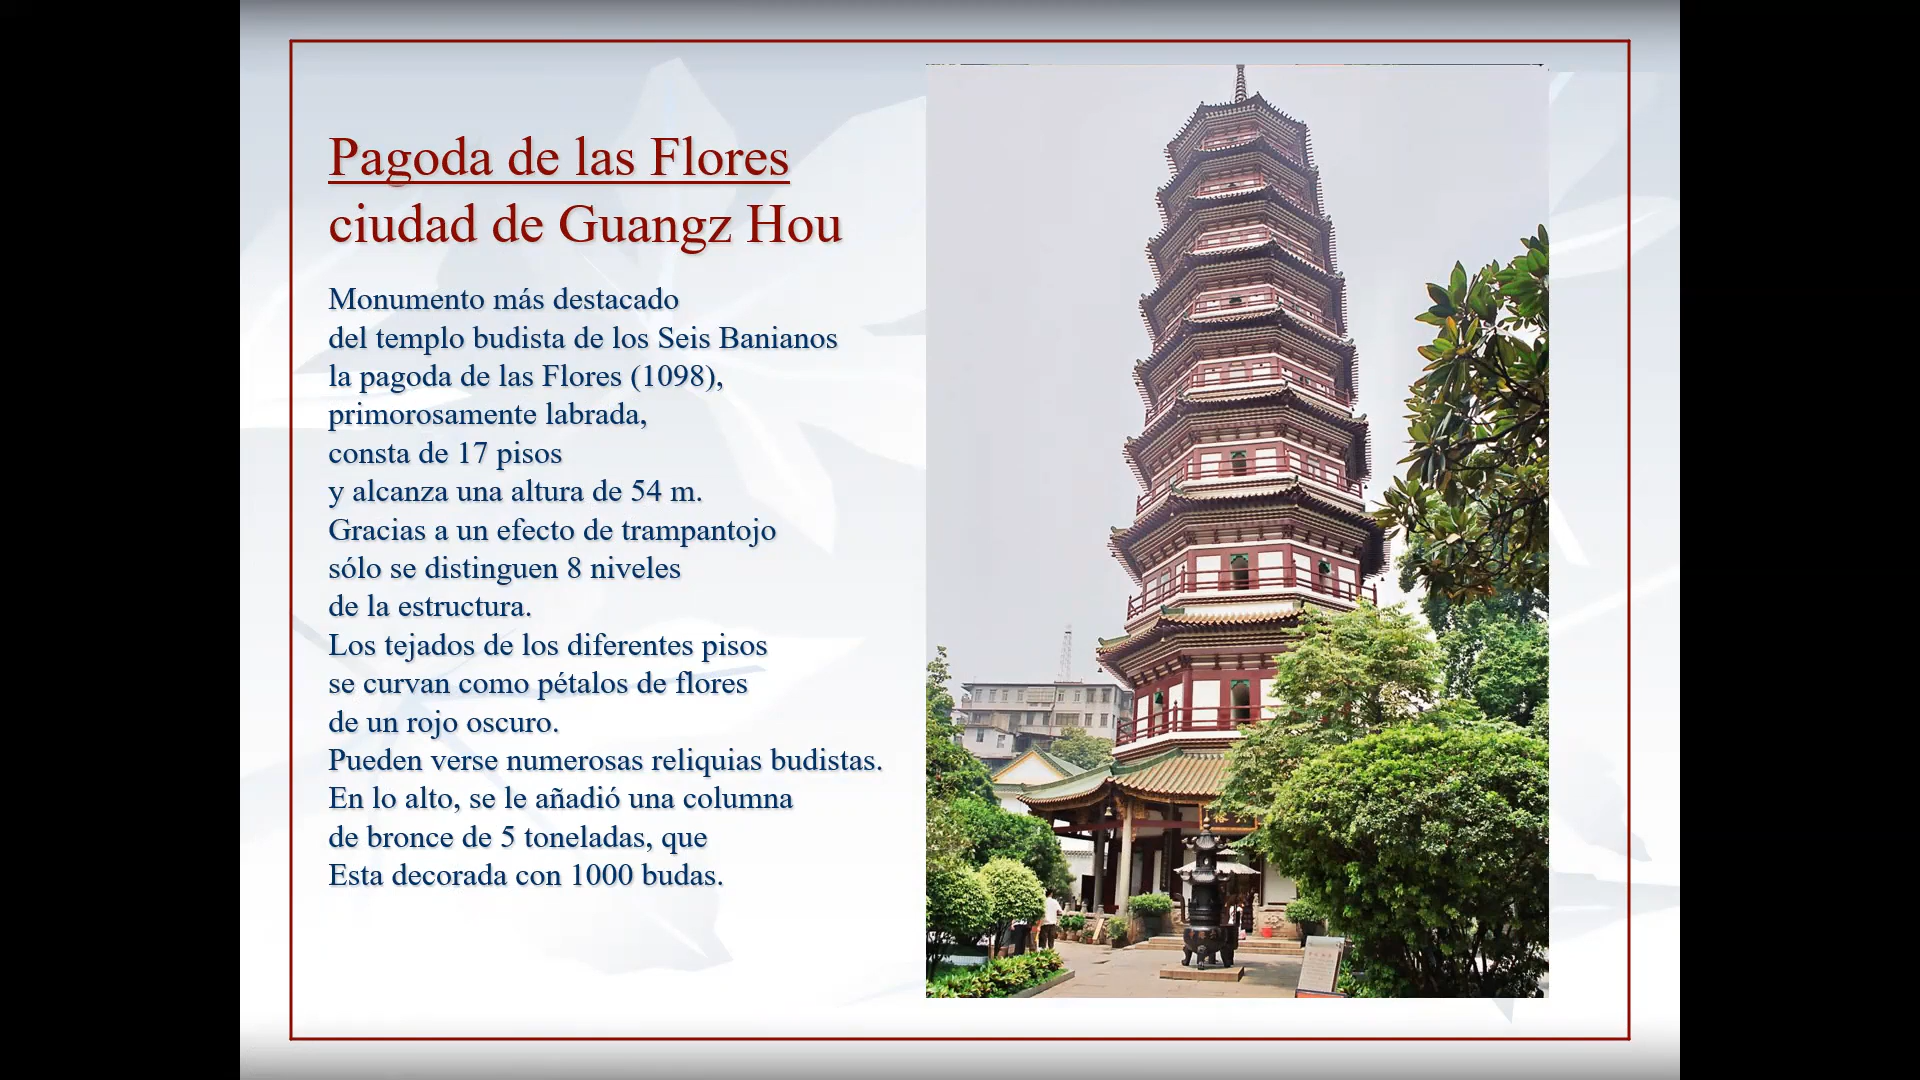 Pagoda de las Flores
ciudad de Guangz Hou
Monumento más destacado
del templo budista de los Seis Banianos
la pagoda de las Flores (1098),
primorosamente labrada,
consta de 17 pisos
y alcanza una altura de 54 m.
Gracias a un efecto de trampantojo
sólo se distinguen 8 niveles
de la estructura.
Los tejados de los diferentes pisos
se curvan como pétalos de flores
de un rojo oscuro.
Pueden verse numerosas reliquias budistas.
En lo alto, se le añadió una columna
de bronce de 5 toneladas, que
Esta decorada con 1000 budas.